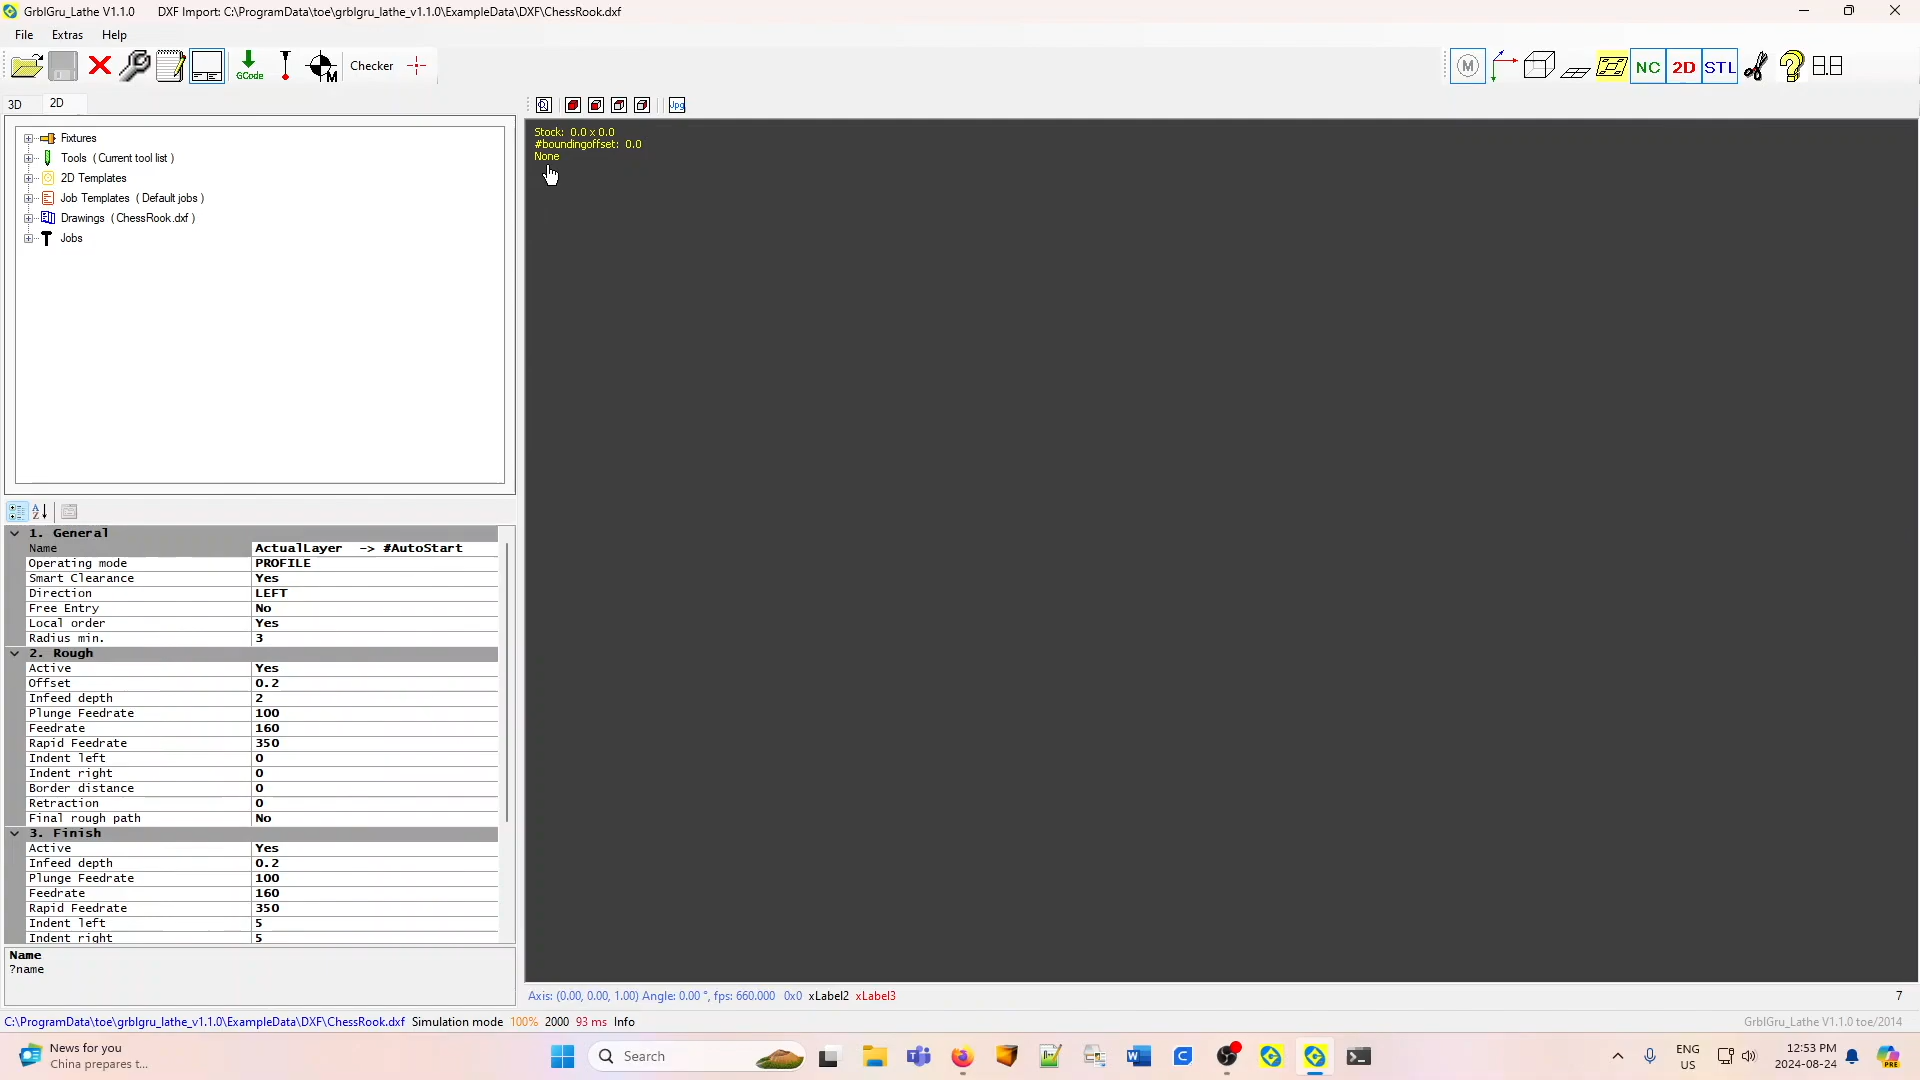 GrblGru_Lathe V1.1.0 DXF Import: C:\ProgramData\toe\grblgru_lathe_v1.1.0\ExampleData\DXF\ChessRook.dxf
File Extras Help
GCode M Checker M NC 2D STL
3D 2D Jpg
Stock: 0.0 x 0.0
#boundingoffset: 0.0
None
Fixtures
Tools (Current tool list)
2D Templates
Job Templates (Default jobs)
Drawings (ChessRook.dxf)
Jobs
1. General
Name ActualLayer -> #AutoStart
Operating mode PROFILE
Smart Clearance Yes
Direction LEFT
Free Entry No
Local order Yes
Radius min. 3
2. Rough
Active Yes
Offset 0.2
Infeed depth 2
Plunge Feedrate 100
Feedrate 160
Rapid Feedrate 350
Indent left 0
Indent right 0
Border distance 0
Retraction 0
Final rough path No
3. Finish
Active Yes
Infeed depth 0.2
Plunge Feedrate 100
Feedrate 160
Rapid Feedrate 350
Indent left 5
Indent right 5
Name
?name
Axis: (0.00, 0.00, 1.00) Angle: 0.00 °, fps: 660.000 0x0 xLabel2 xLabel3 7
C:\ProgramData\toe\grblgru_lathe_v1.1.0\ExampleData\DXF\ChessRook.dxf Simulation mode 100% 2000 93 ms Info GrblGru_Lathe V1.1.0 toe/2014
News for you
China prepares t...
Search
ENG
US
12:53 PM
2024-08-24
PRE